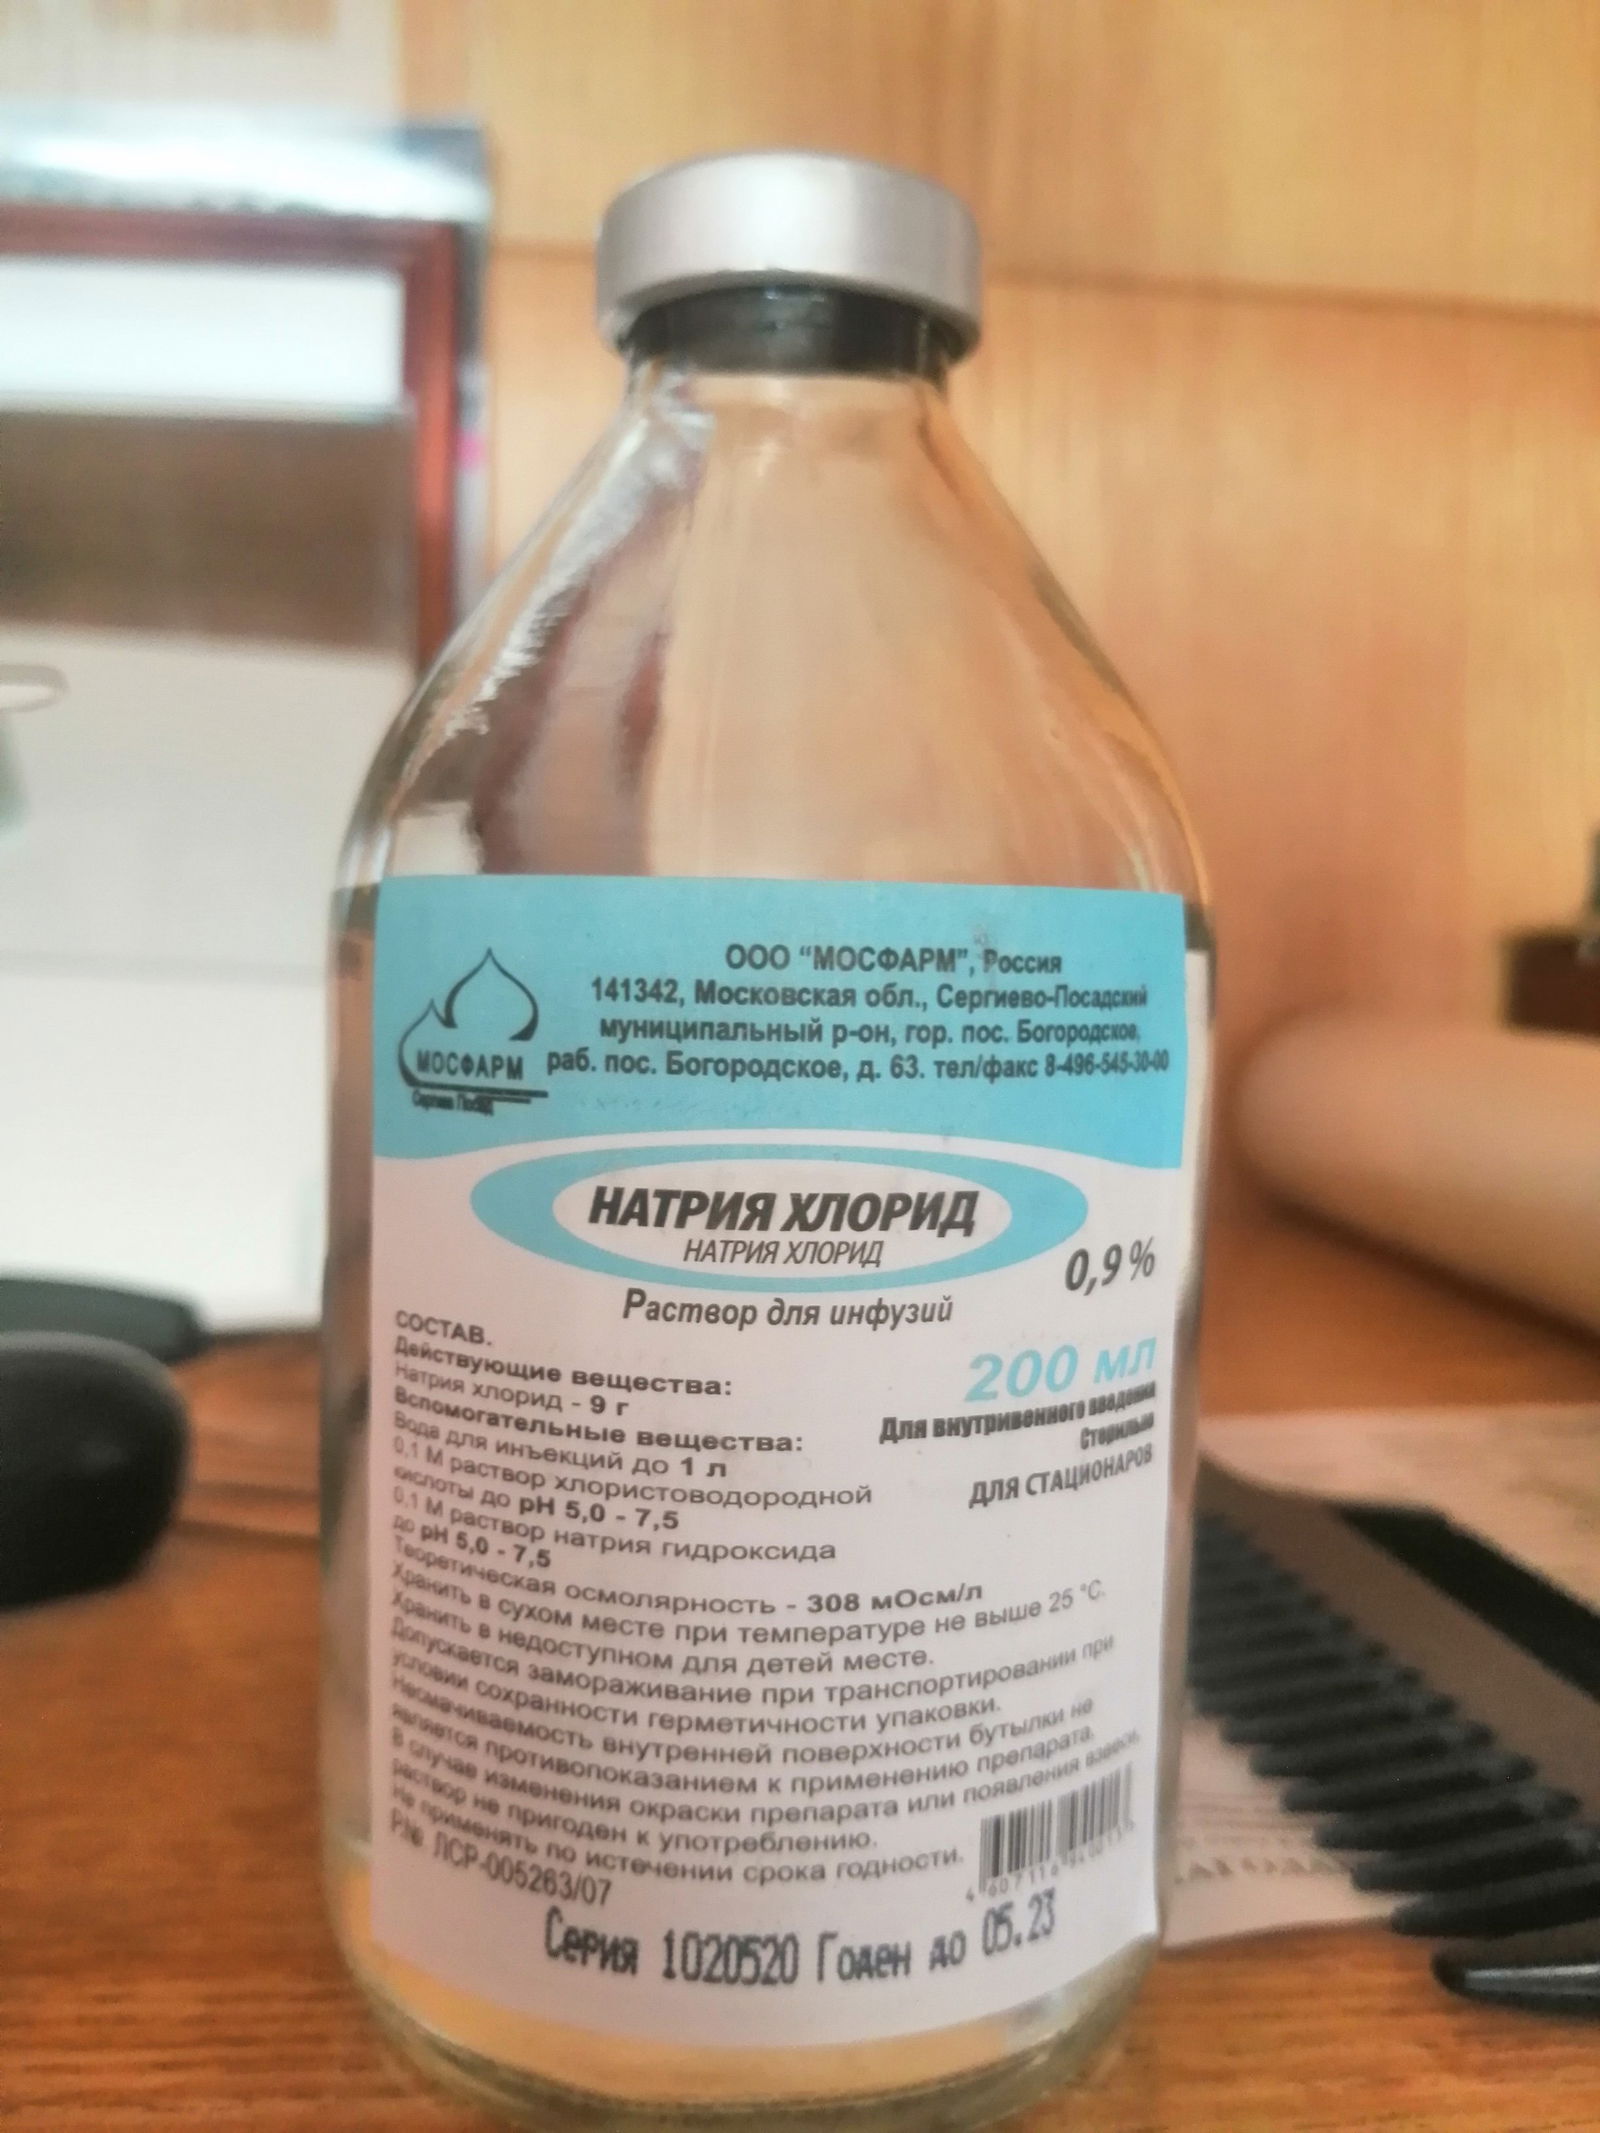 ООО “МОСФАРМ”, Россия
141342, Московская обл., Сергиево-Посадский
муниципальный р-он, гор. пос. Богородское,
раб. пос. Богородское, д. 63. тел/факс 8-496-545-30-00
МОСФАРМ
Сергиев Посад
НАТРИЯ ХЛОРИД
НАТРИЯ ХЛОРИД
0,9%
Раствор для инфузий
200 мл
Для внутривенного введения
Стерильно
ДЛЯ СТАЦИОНАРОВ
СОСТАВ.
Действующие вещества:
Натрия хлорид - 9 г
Вспомогательные вещества:
Вода для инъекций до 1 л
0,1 М раствор хлористоводородной
кислоты до pH 5,0 - 7,5
0,1 М раствор натрия гидроксида
до pH 5,0 - 7,5
Теоретическая осмолярность - 308 мОсм/л
Хранить в сухом месте при температуре не выше 25 °С.
Хранить в недоступном для детей месте.
Допускается замораживание при транспортировании при
условии сохранности герметичности упаковки.
Несмачиваемость внутренней поверхности бутылки не
является противопоказанием к применению препарата.
В случае изменения окраски препарата или появления взвеси,
раствор не пригоден к употреблению.
Не применять по истечении срока годности.
Р.№ ЛСР-005263/07
Серия 1020520 Годен до 05.23